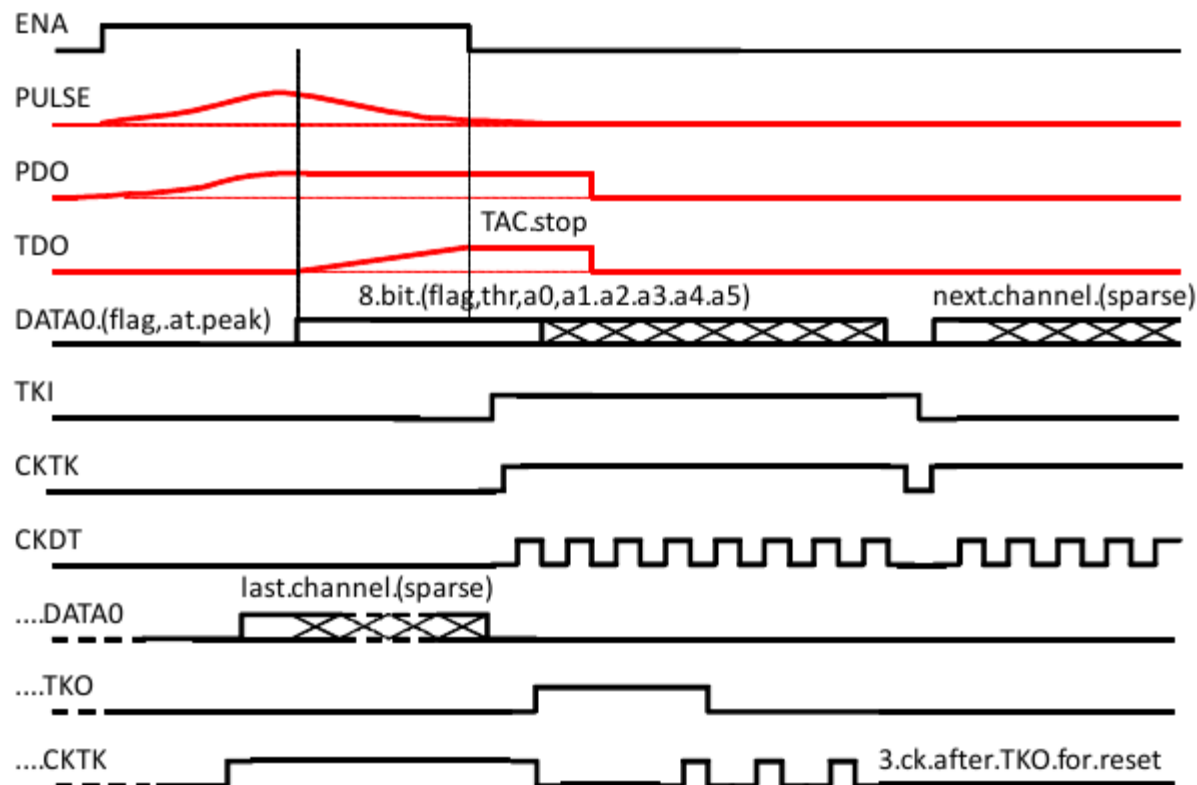 ENA
PULSE
PDO
TAC.stop
TDO
8.bit.(flag,thr,a0,a1.a2.a3.a4.a5)
next.channel.(sparse)
DATA0.(flag,.at.peak)
TKI
CKTK
CKDT
last.channel.(sparse)
....DATA0
....TKO
....CKTK
3.ck.after.TKO.for.reset